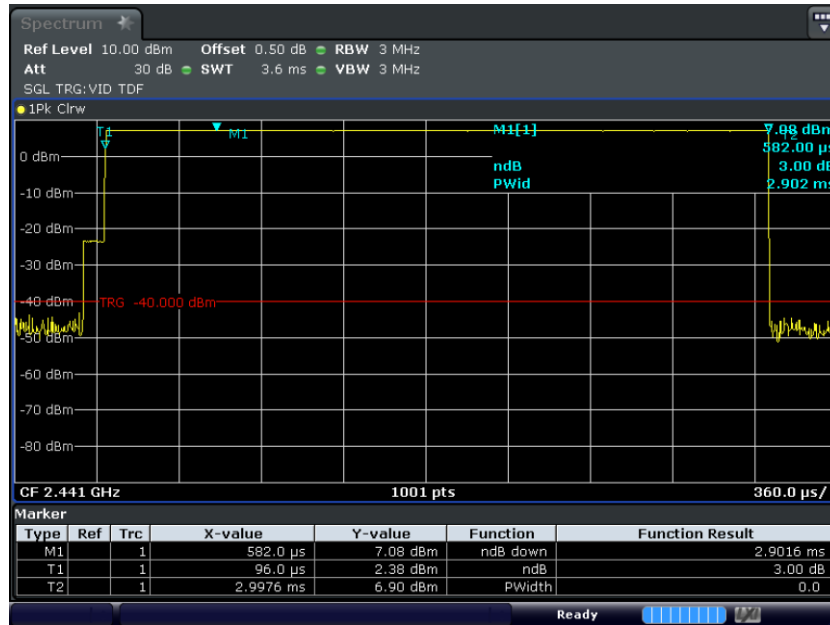 Spectrum
Ref Level 10.00 dBm Offset 0.50 dB RBW 3 MHz
Att 30 dB SWT 3.6 ms VBW 3 MHz
SGL TRG:VID TDF
1Pk Clrw
T1 M1 M1[1] 7.08 dBm
T2
582.00 µs
0 dBm
ndB 3.00 dB
PWid 2.902 ms
-10 dBm
-20 dBm
-30 dBm
-40 dBm TRG -40.000 dBm
-50 dBm
-60 dBm
-70 dBm
-80 dBm
CF 2.441 GHz 1001 pts 360.0 µs/
Marker
Type Ref Trc X-value Y-value Function Function Result
M1 1 582.0 µs 7.08 dBm ndB down 2.9016 ms
T1 1 96.0 µs 2.38 dBm ndB 3.00 dB
T2 1 2.9976 ms 6.90 dBm PWidth 0.0
Ready